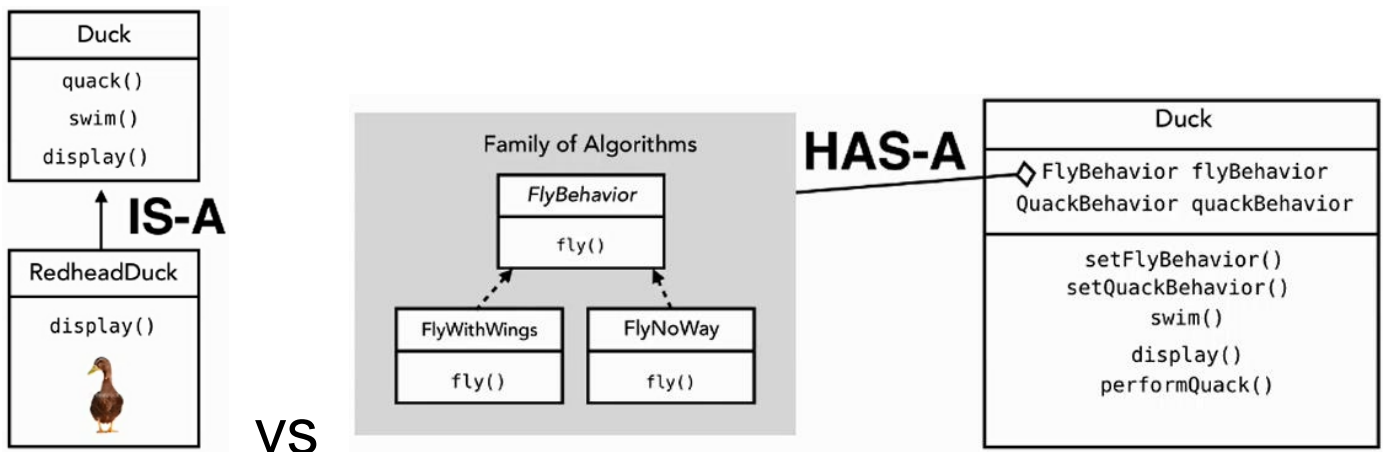 Duck
quack()
swim()
display()
IS-A
RedheadDuck
display()
vs
Family of Algorithms
FlyBehavior
fly()
FlyWithWings
fly()
FlyNoWay
fly()
HAS-A
Duck
FlyBehavior flyBehavior
QuackBehavior quackBehavior
setFlyBehavior()
setQuackBehavior()
swim()
display()
performQuack()